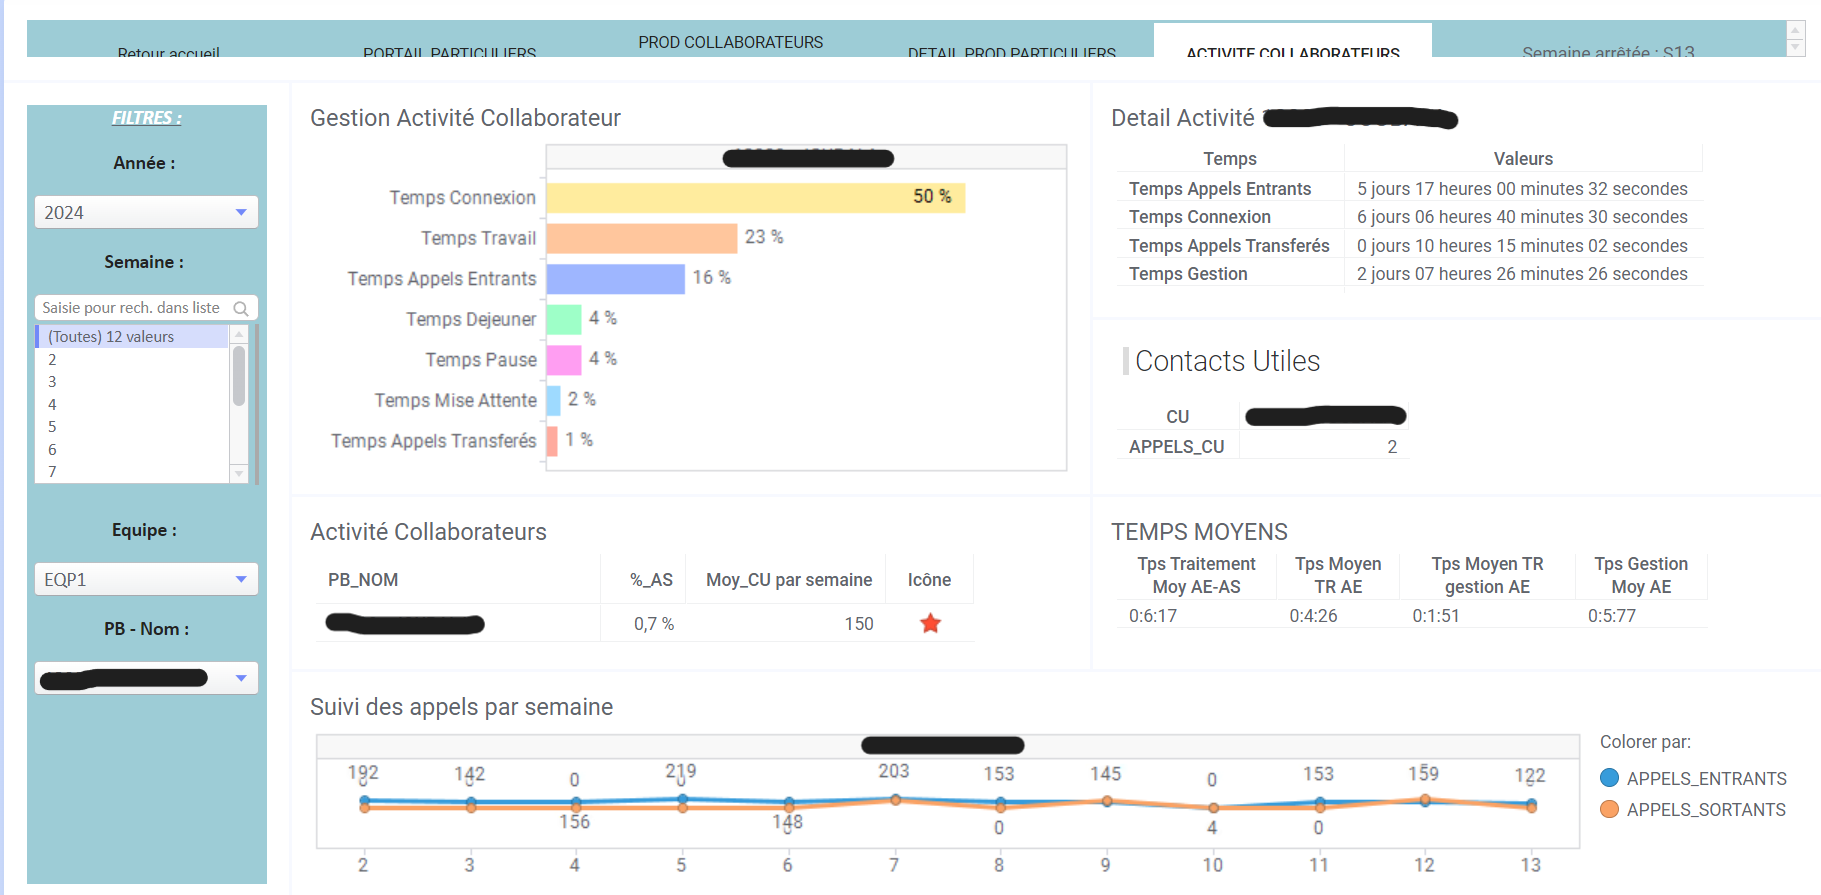 Retour accueil
PORTAIL PARTICULIERS
PROD COLLABORATEURS
DETAIL PROD PARTICULIERS
ACTIVITE COLLABORATEURS
Semaine arrêtée : S13
FILTRES :
Année :
2024
Semaine :
Saisie pour rech. dans liste
(Toutes) 12 valeurs
2
3
4
5
6
7
Equipe :
EQP1
PB - Nom :
Gestion Activité Collaborateur
Temps Connexion 50 %
Temps Travail 23 %
Temps Appels Entrants 16 %
Temps Dejeuner 4 %
Temps Pause 4 %
Temps Mise Attente 2 %
Temps Appels Transferés 1 %
Detail Activité
Temps Valeurs
Temps Appels Entrants 5 jours 17 heures 00 minutes 32 secondes
Temps Connexion 6 jours 06 heures 40 minutes 30 secondes
Temps Appels Transferés 0 jours 10 heures 15 minutes 02 secondes
Temps Gestion 2 jours 07 heures 26 minutes 26 secondes
Contacts Utiles
CU
APPELS_CU 2
Activité Collaborateurs
PB_NOM %_AS Moy_CU par semaine Icône
0,7 % 150
TEMPS MOYENS
Tps Traitement Tps Moyen Tps Moyen TR Tps Gestion
Moy AE-AS TR AE gestion AE Moy AE
0:6:17 0:4:26 0:1:51 0:5:77
Suivi des appels par semaine
192 142 0 219 203 153 145 0 153 159 122
156 148 0 4 0
2 3 4 5 6 7 8 9 10 11 12 13
Colorer par:
APPELS_ENTRANTS
APPELS_SORTANTS